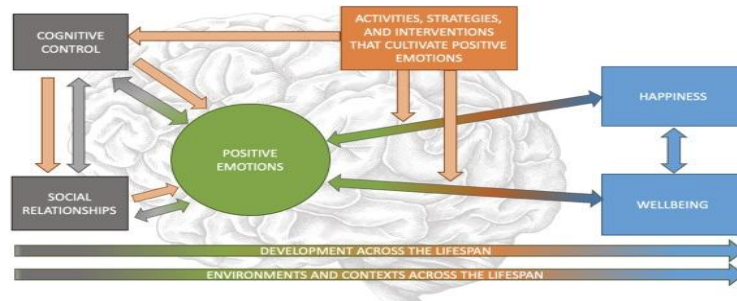 COGNITIVE
CONTROL
ACTIVITIES, STRATEGIES,
AND INTERVENTIONS
THAT CULTIVATE POSITIVE
EMOTIONS
HAPPINESS
POSITIVE
EMOTIONS
SOCIAL
RELATIONSHIPS
WELLBEING
DEVELOPMENT ACROSS THE LIFESPAN
ENVIRONMENTS AND CONTEXTS ACROSS THE LIFESPAN